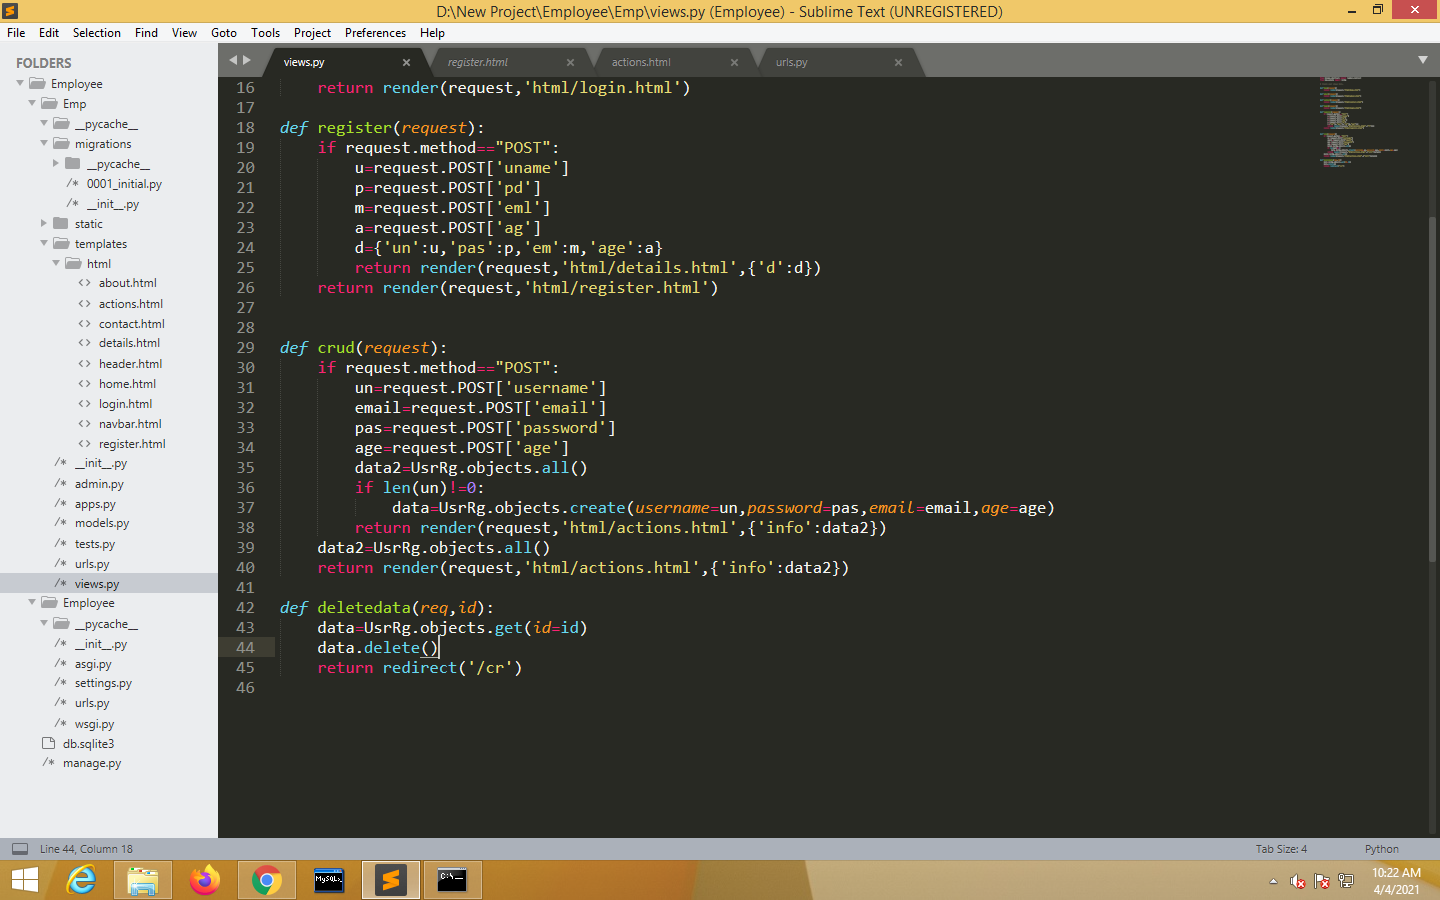 D:\New Project\Employee\Emp\views.py (Employee) - Sublime Text (UNREGISTERED)
File Edit Selection Find View Goto Tools Project Preferences Help
FOLDERS
Employee
Emp
__pycache__
migrations
__pycache__
/* 0001_initial.py
/* __init__.py
static
templates
html
<> about.html
<> actions.html
<> contact.html
<> details.html
<> header.html
<> home.html
<> login.html
<> navbar.html
<> register.html
/* __init__.py
/* admin.py
/* apps.py
/* models.py
/* tests.py
/* urls.py
/* views.py
Employee
__pycache__
/* __init__.py
/* asgi.py
/* settings.py
/* urls.py
/* wsgi.py
db.sqlite3
/* manage.py
views.py register.html actions.html urls.py
16     return render(request,'html/login.html')
17
18 def register(request):
19     if request.method=="POST":
20         u=request.POST['uname']
21         p=request.POST['pd']
22         m=request.POST['eml']
23         a=request.POST['ag']
24         d={'un':u,'pas':p,'em':m,'age':a}
25         return render(request,'html/details.html',{'d':d})
26     return render(request,'html/register.html')
27
28
29 def crud(request):
30     if request.method=="POST":
31         un=request.POST['username']
32         email=request.POST['email']
33         pas=request.POST['password']
34         age=request.POST['age']
35         data2=UsrRg.objects.all()
36         if len(un)!=0:
37             data=UsrRg.objects.create(username=un,password=pas,email=email,age=age)
38         return render(request,'html/actions.html',{'info':data2})
39     data2=UsrRg.objects.all()
40     return render(request,'html/actions.html',{'info':data2})
41
42 def deletedata(req,id):
43     data=UsrRg.objects.get(id=id)
44     data.delete()
45     return redirect('/cr')
46
Line 44, Column 18 Tab Size: 4 Python
MySQL
C:\_
10:22 AM
4/4/2021